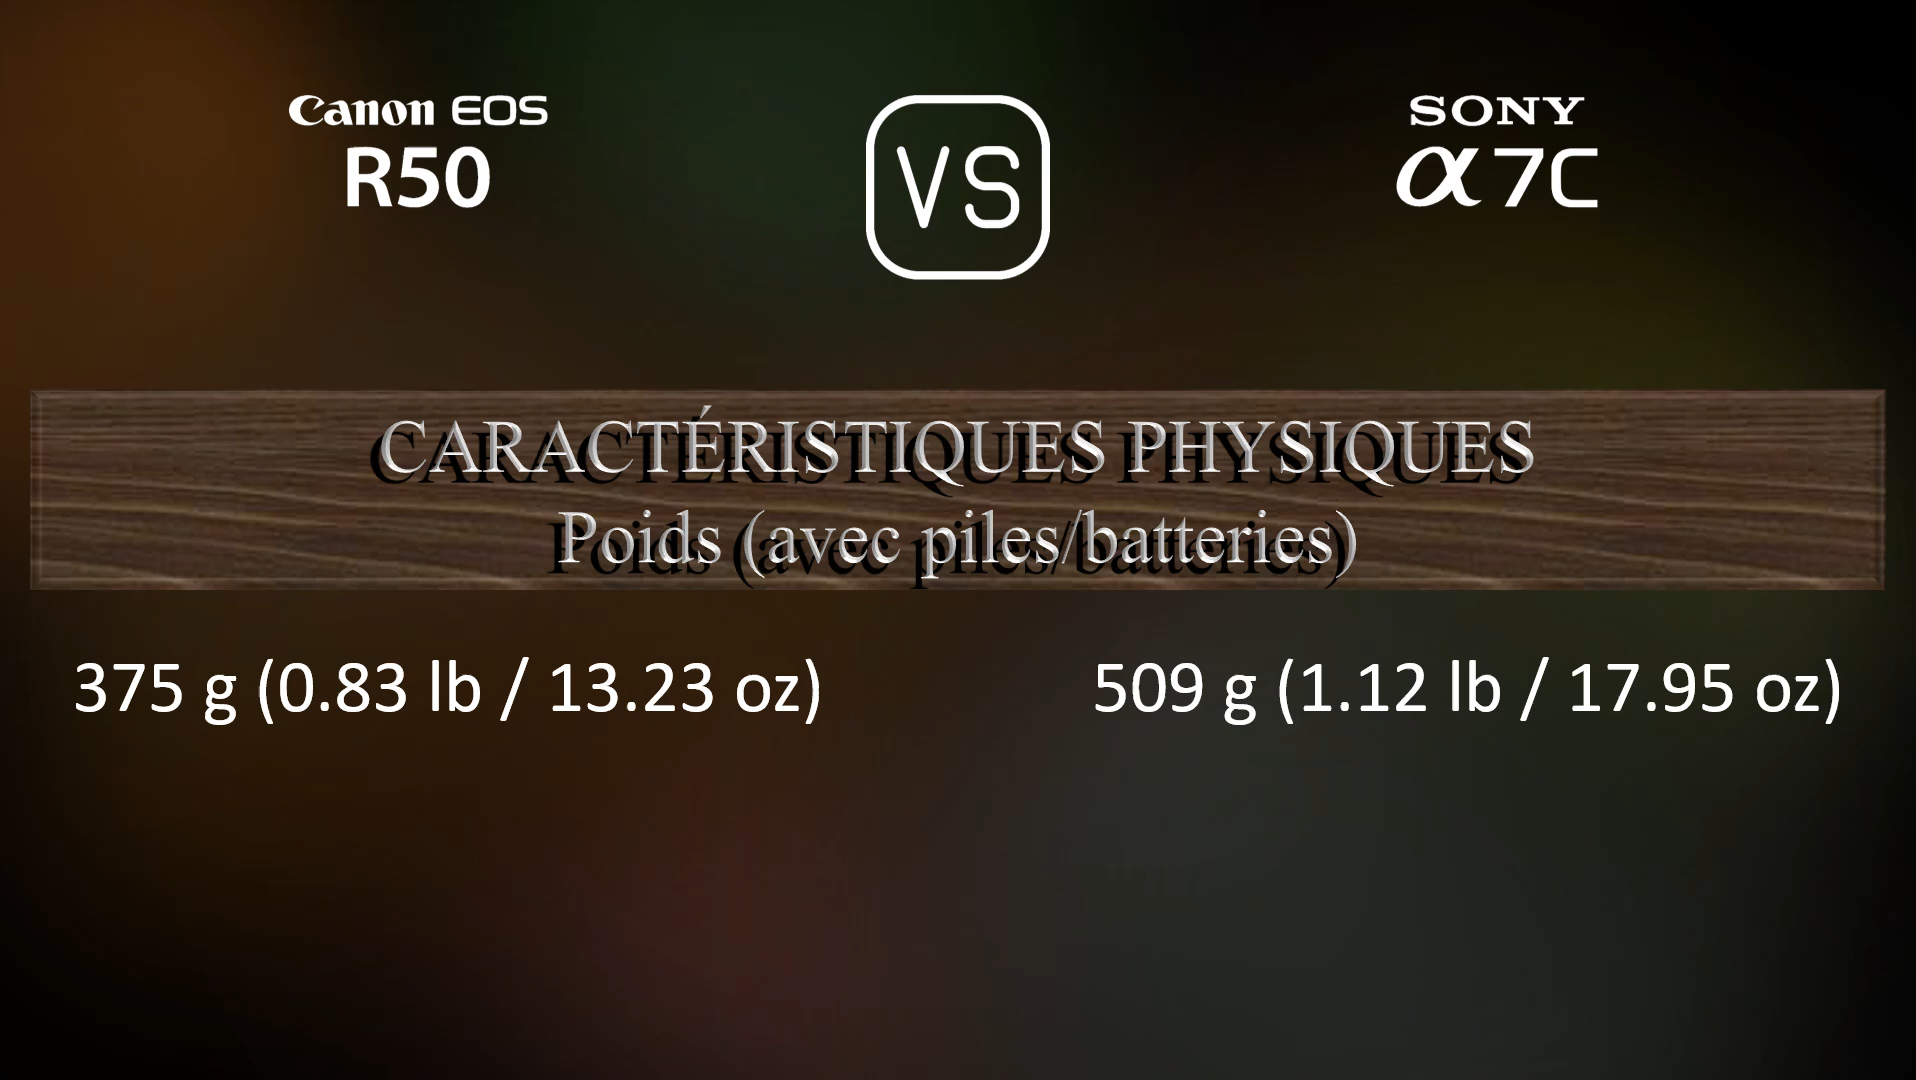 Canon EOS
R50
VS
SONY
α7C
CARACTÉRISTIQUES PHYSIQUES
Poids (avec piles/batteries)
375 g (0.83 lb / 13.23 oz)
509 g (1.12 lb / 17.95 oz)